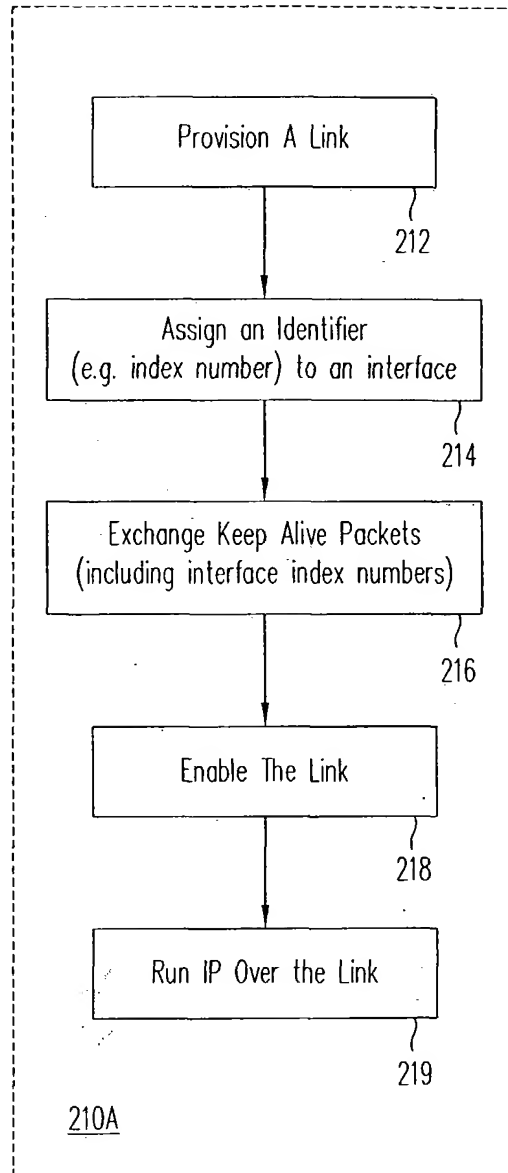 Provision A Link
212
Assign an Identifier
(e.g. index number) to an interface
214
Exchange Keep Alive Packets
(including interface index numbers)
216
Enable The Link
218
Run IP Over the Link
219
210A